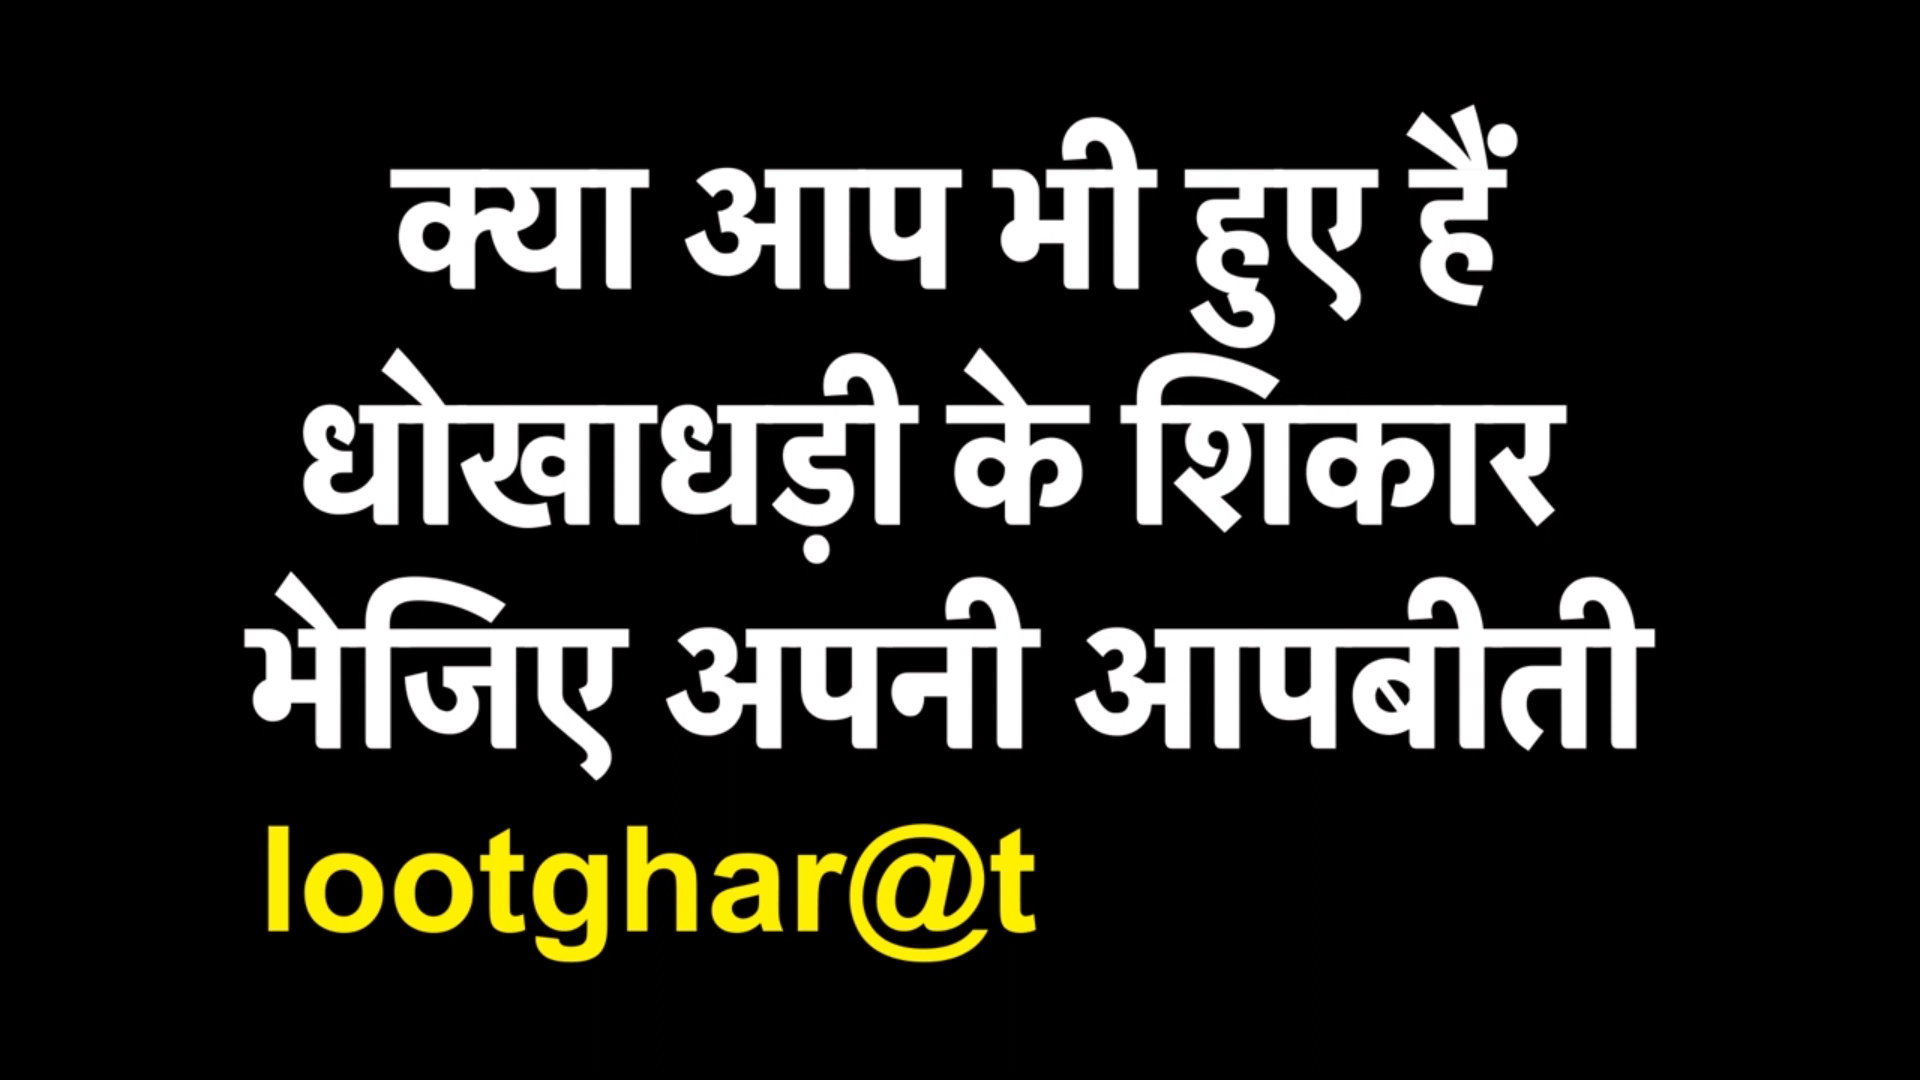 क्या आप भी हुए हैं
धोखाधड़ी के शिकार
भेजिए अपनी आपबीती
lootghar@t